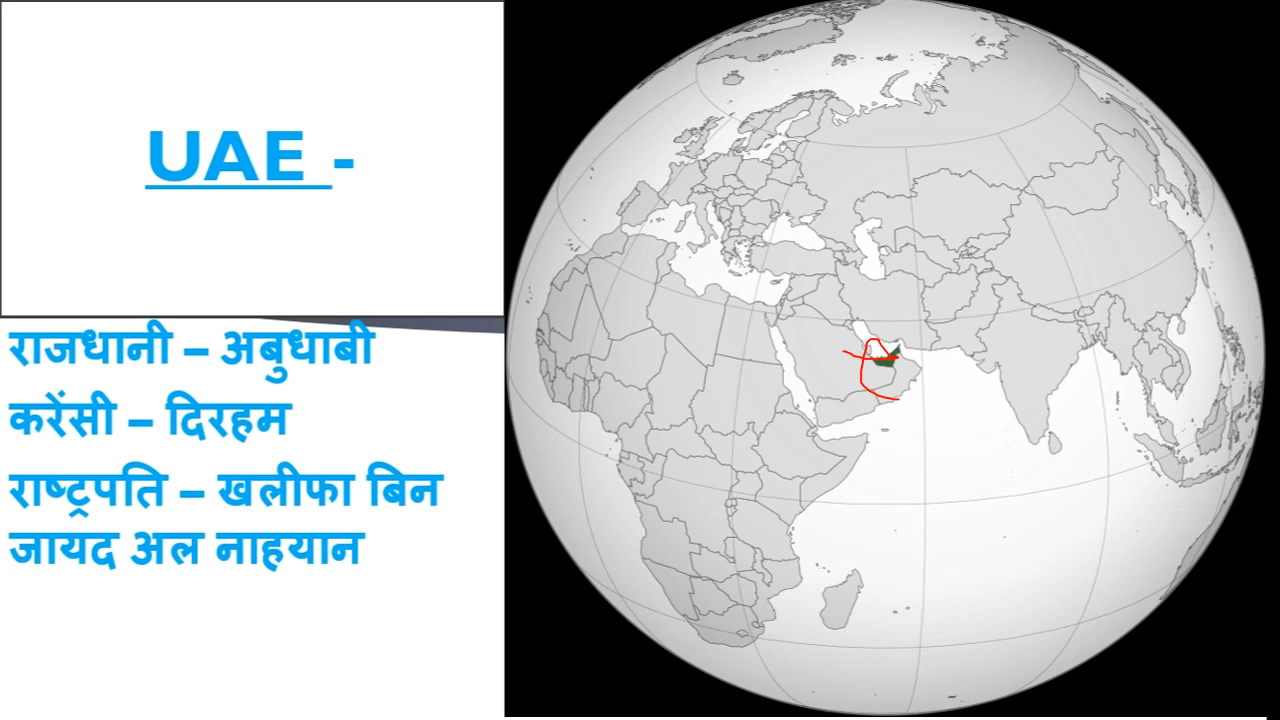 UAE -
राजधानी – अबुधाबी
करेंसी – दिरहम
राष्ट्रपति – खलीफा बिन
जायद अल नाहयान